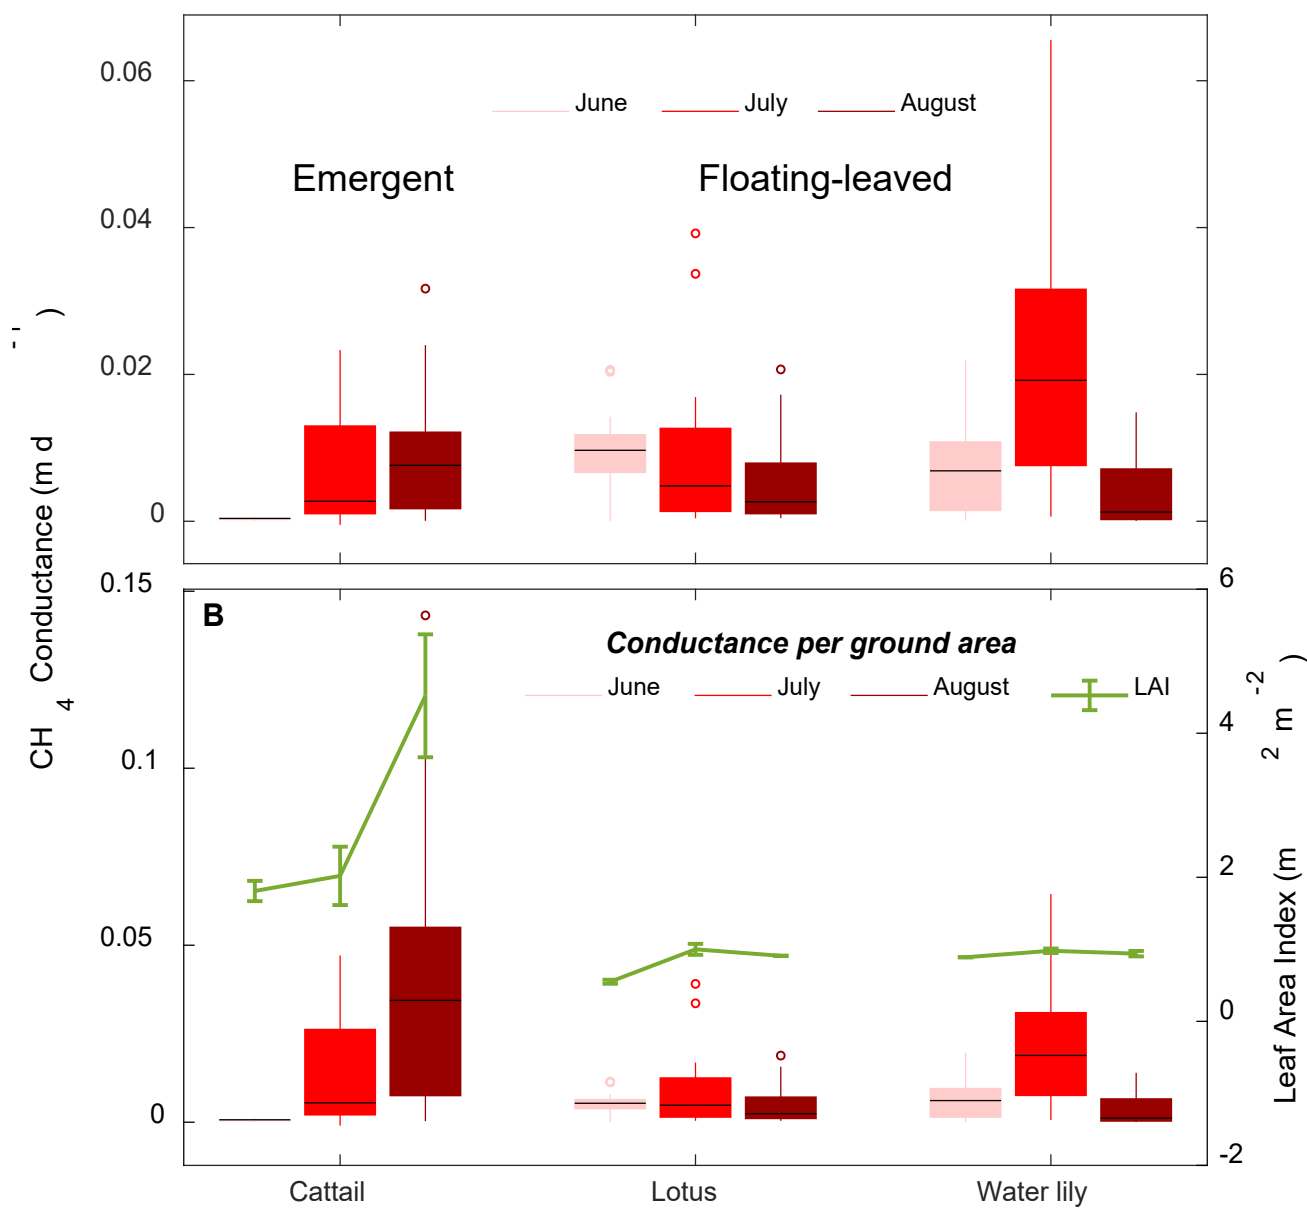 0.06
0.04
0.02
0
June July August
Emergent Floating-leaved
CH4 Conductance (m d-1)
0.15
0.1
0.05
0
B
Conductance per ground area
June July August LAI
6
4
2
0
-2
Leaf Area Index (m2 m-2)
Cattail Lotus Water lily